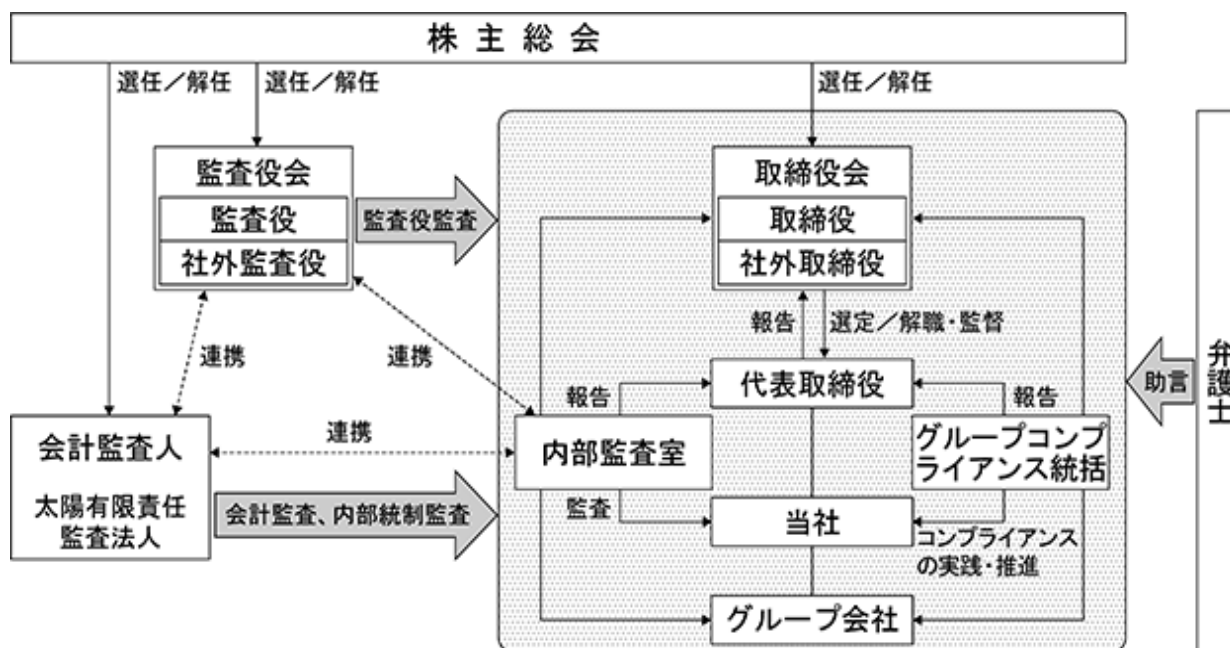 株主総会
選任／解任
選任／解任
選任／解任
監査役会
監査役
社外監査役
監査役監査
取締役会
取締役
社外取締役
報告
選定／解職・監督
連携
連携
代表取締役
助言
弁護士
報告
報告
会計監査人
太陽有限責任
監査法人
連携
内部監査室
グループコンプ
ライアンス統括
会計監査、内部統制監査
監査
当社
コンプライアンス
の実践・推進
グループ会社